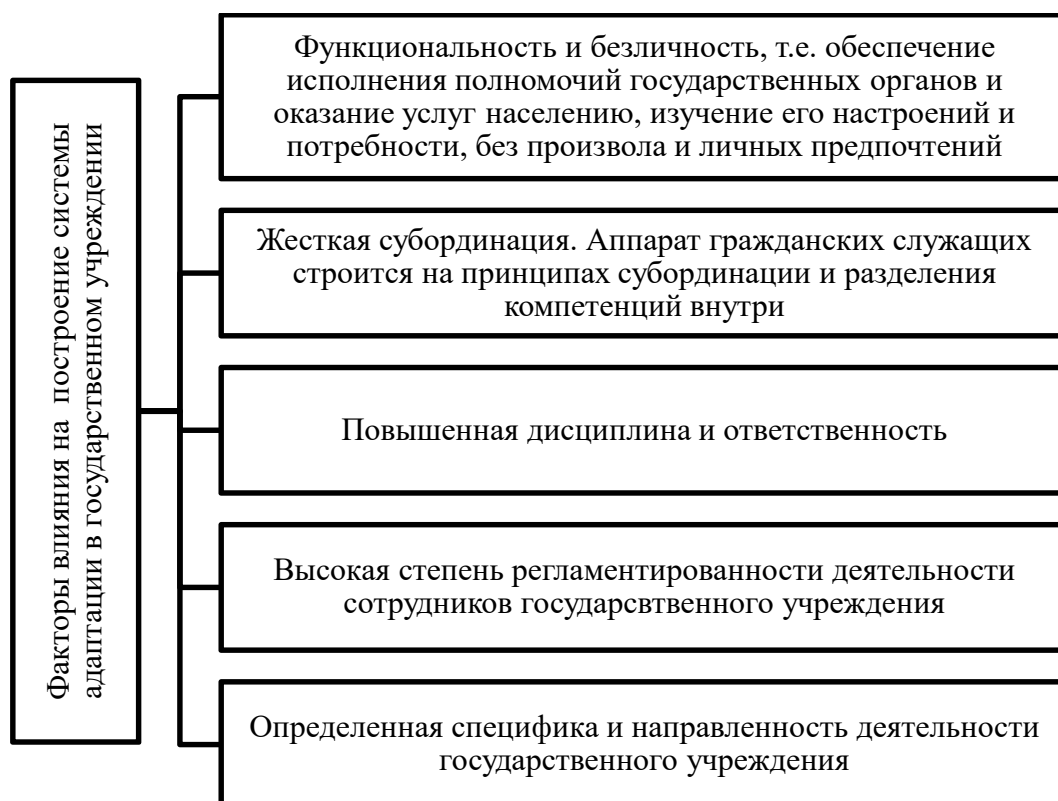 Факторы влияния на построение системы
адаптации в государственном учреждении
Функциональность и безличность, т.е. обеспечение
исполнения полномочий государственных органов и
оказание услуг населению, изучение его настроений и
потребности, без произвола и личных предпочтений
Жесткая субординация. Аппарат гражданских служащих
строится на принципах субординации и разделения
компетенций внутри
Повышенная дисциплина и ответственность
Высокая степень регламентированности деятельности
сотрудников государсвтвенного учреждения
Определенная специфика и направленность деятельности
государственного учреждения